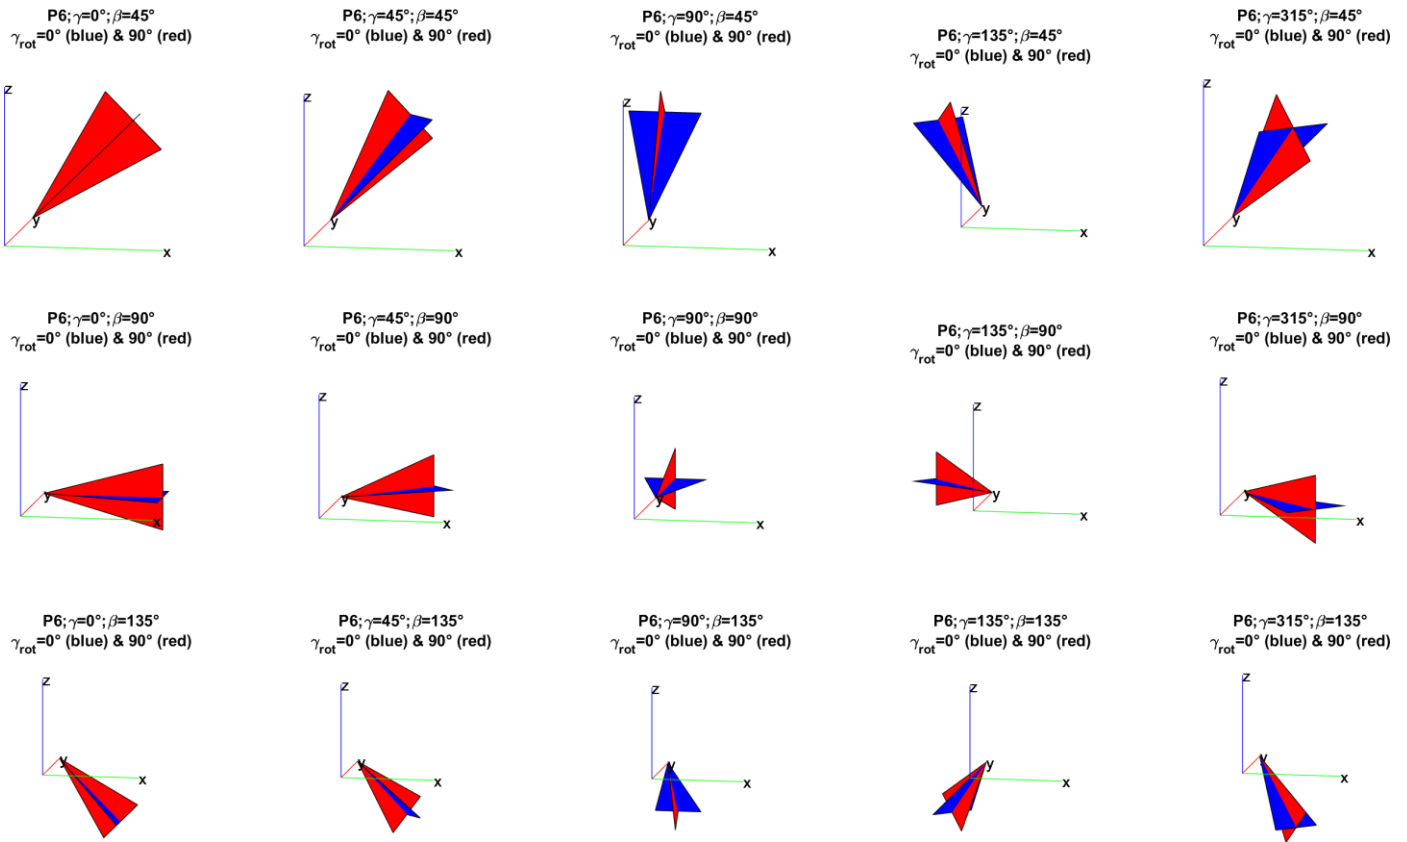 P6;γ=0°;β=45°
γrot=0° (blue) & 90° (red)
z
y
x
P6;γ=45°;β=45°
γrot=0° (blue) & 90° (red)
z
y
x
P6;γ=90°;β=45°
γrot=0° (blue) & 90° (red)
z
y
x
P6;γ=135°;β=45°
γrot=0° (blue) & 90° (red)
z
y
x
P6;γ=315°;β=45°
γrot=0° (blue) & 90° (red)
z
y
x
P6;γ=0°;β=90°
γrot=0° (blue) & 90° (red)
z
y
x
P6;γ=45°;β=90°
γrot=0° (blue) & 90° (red)
z
y
x
P6;γ=90°;β=90°
γrot=0° (blue) & 90° (red)
z
y
x
P6;γ=135°;β=90°
γrot=0° (blue) & 90° (red)
z
y
x
P6;γ=315°;β=90°
γrot=0° (blue) & 90° (red)
z
y
x
P6;γ=0°;β=135°
γrot=0° (blue) & 90° (red)
z
y
x
P6;γ=45°;β=135°
γrot=0° (blue) & 90° (red)
z
y
x
P6;γ=90°;β=135°
γrot=0° (blue) & 90° (red)
z
y
x
P6;γ=135°;β=135°
γrot=0° (blue) & 90° (red)
z
y
x
P6;γ=315°;β=135°
γrot=0° (blue) & 90° (red)
z
y
x